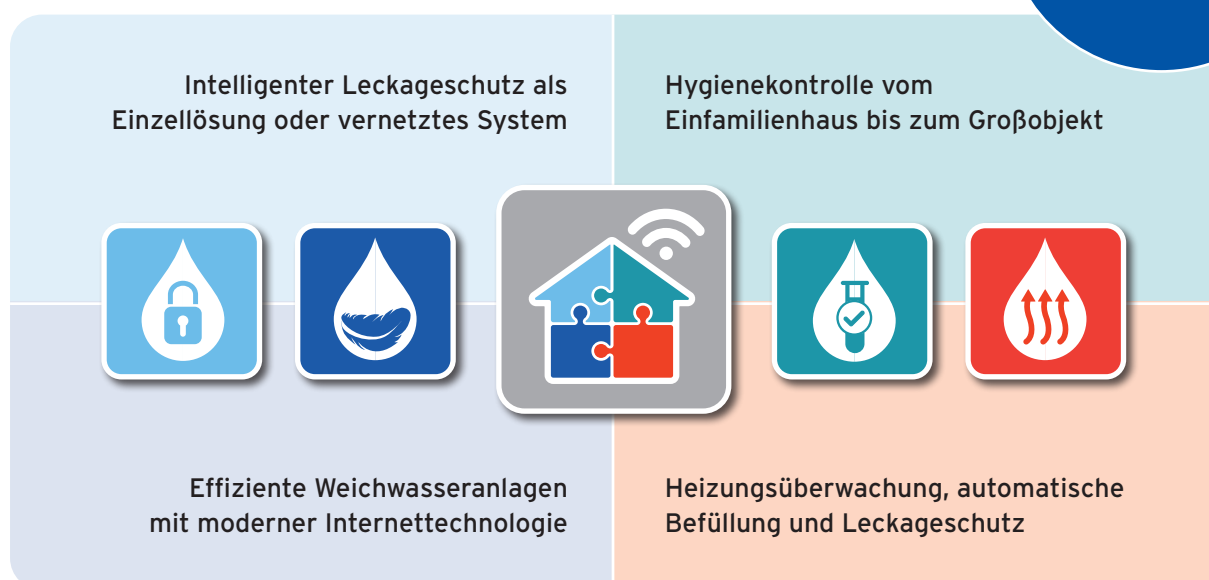 Intelligenter Leckageschutz als
Einzellösung oder vernetztes System
Hygienekontrolle vom
Einfamilienhaus bis zum Großobjekt
Effiziente Weichwasseranlagen
mit moderner Internettechnologie
Heizungsüberwachung, automatische
Befüllung und Leckageschutz